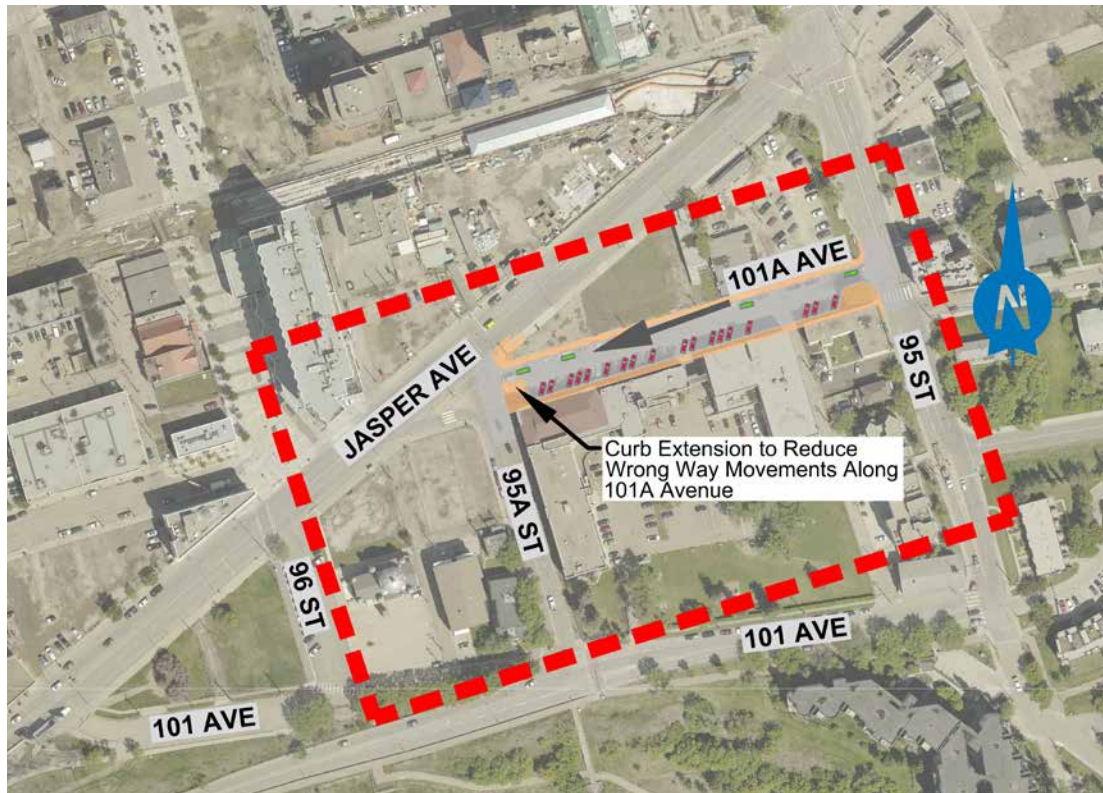 101A AVE
N
JASPER AVE
95 ST
Curb Extension to Reduce
Wrong Way Movements Along
101A Avenue
95A ST
96 ST
101 AVE
101 AVE